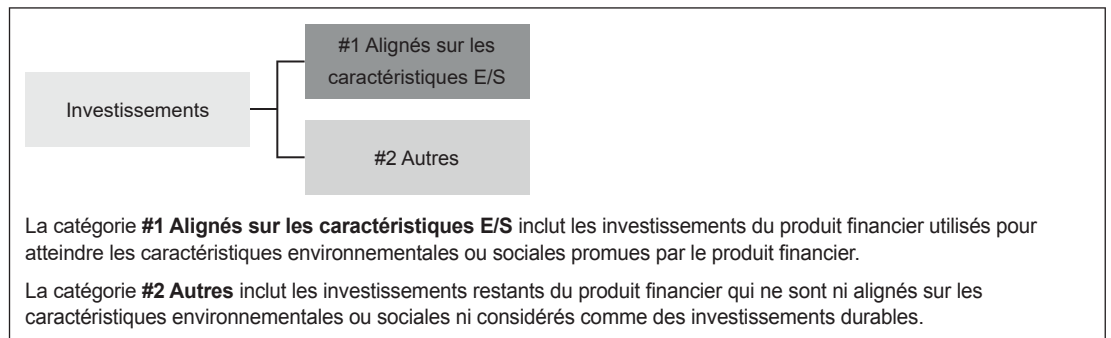 #1 Alignés sur les
caractéristiques E/S
Investissements
#2 Autres
La catégorie #1 Alignés sur les caractéristiques E/S inclut les investissements du produit financier utilisés pour
atteindre les caractéristiques environnementales ou sociales promues par le produit financier.
La catégorie #2 Autres inclut les investissements restants du produit financier qui ne sont ni alignés sur les
caractéristiques environnementales ou sociales ni considérés comme des investissements durables.